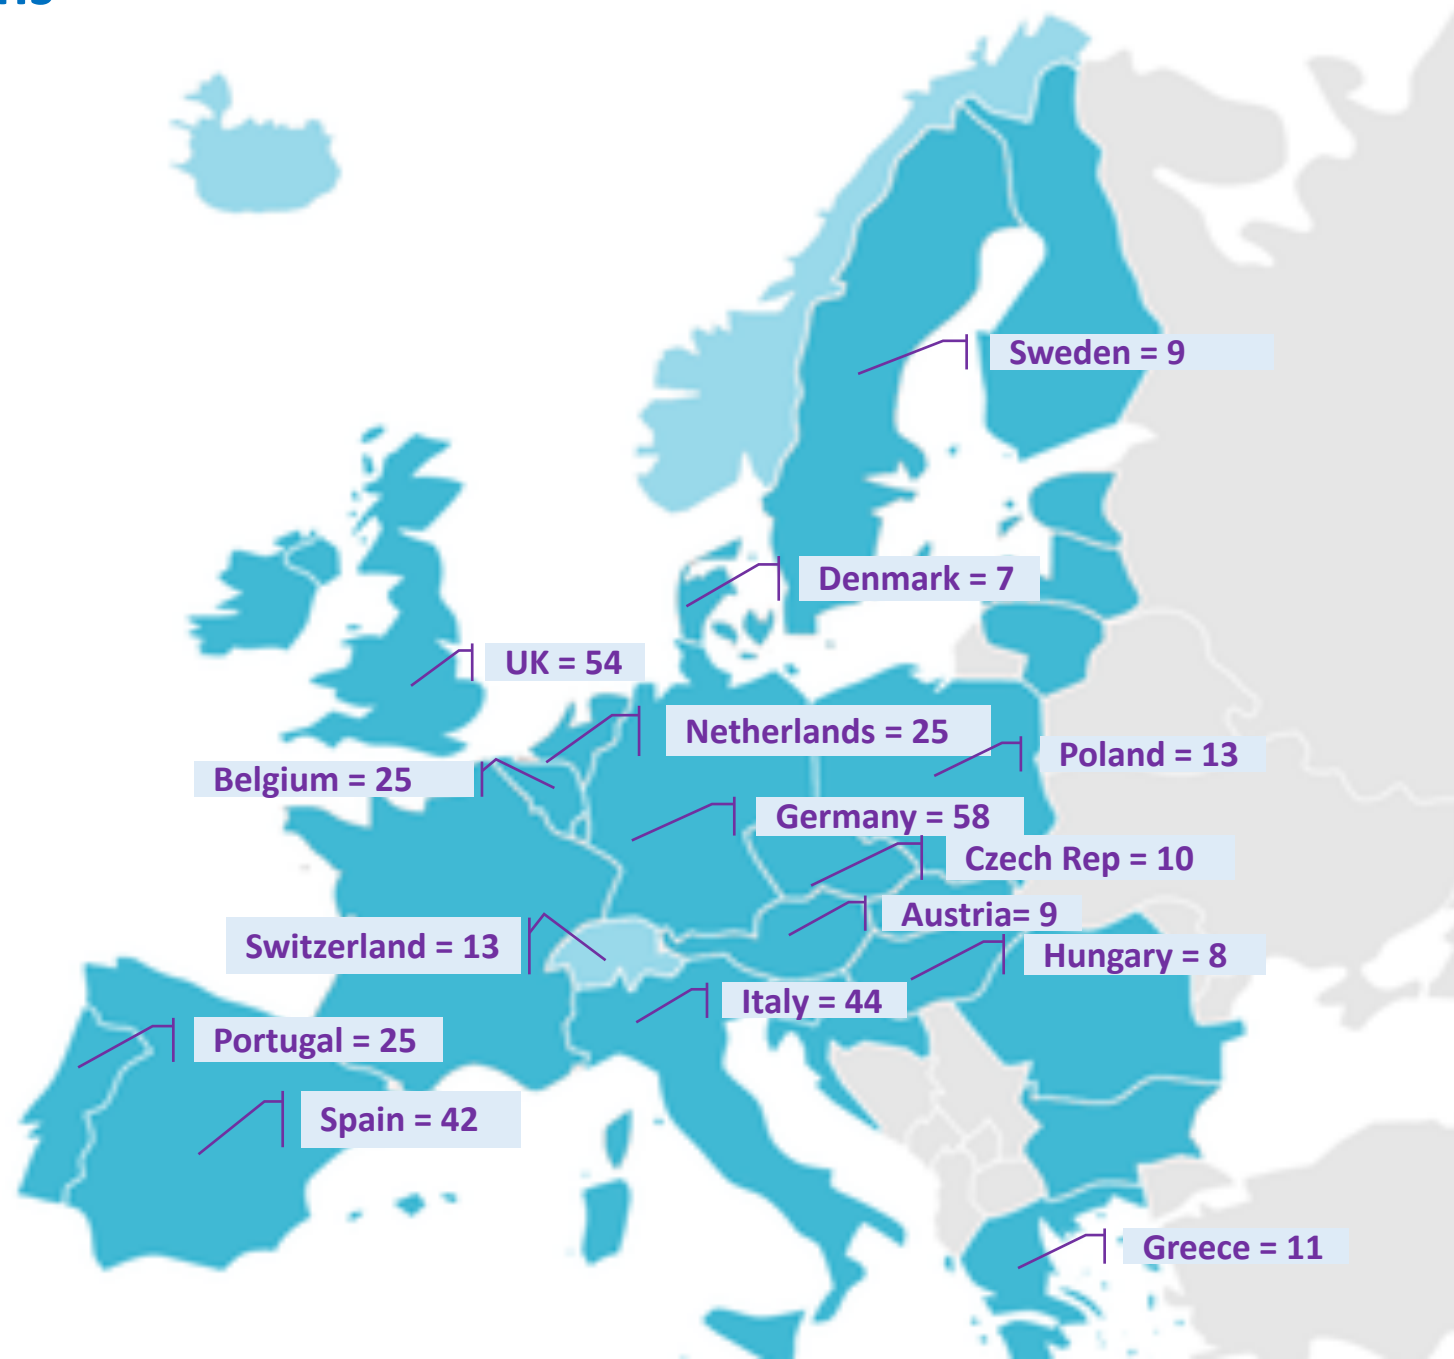 Sweden = 9
Denmark = 7
UK = 54
Netherlands = 25
Poland = 13
Belgium = 25
Germany = 58
Czech Rep = 10
Austria= 9
Switzerland = 13
Hungary = 8
Italy = 44
Portugal = 25
Spain = 42
Greece = 11